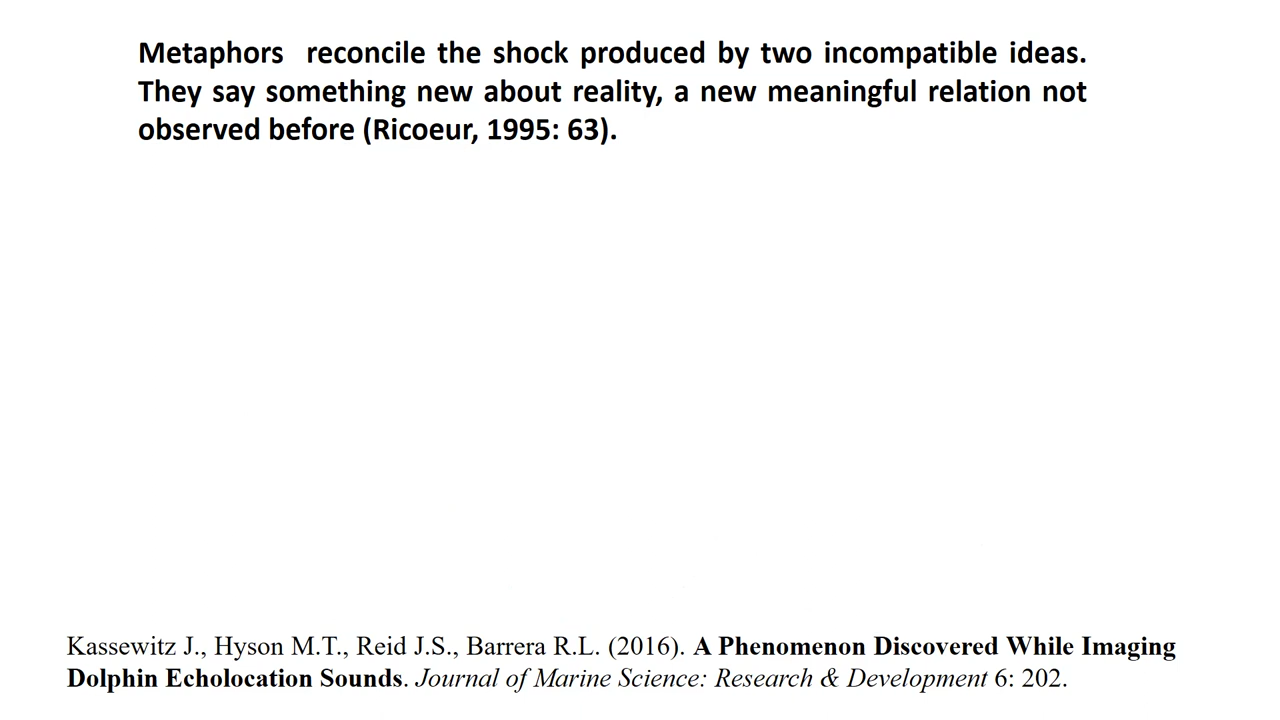 Metaphors reconcile the shock produced by two incompatible ideas.
They say something new about reality, a new meaningful relation not
observed before (Ricoeur, 1995: 63).
Kassewitz J., Hyson M.T., Reid J.S., Barrera R.L. (2016). A Phenomenon Discovered While Imaging
Dolphin Echolocation Sounds. Journal of Marine Science: Research & Development 6: 202.